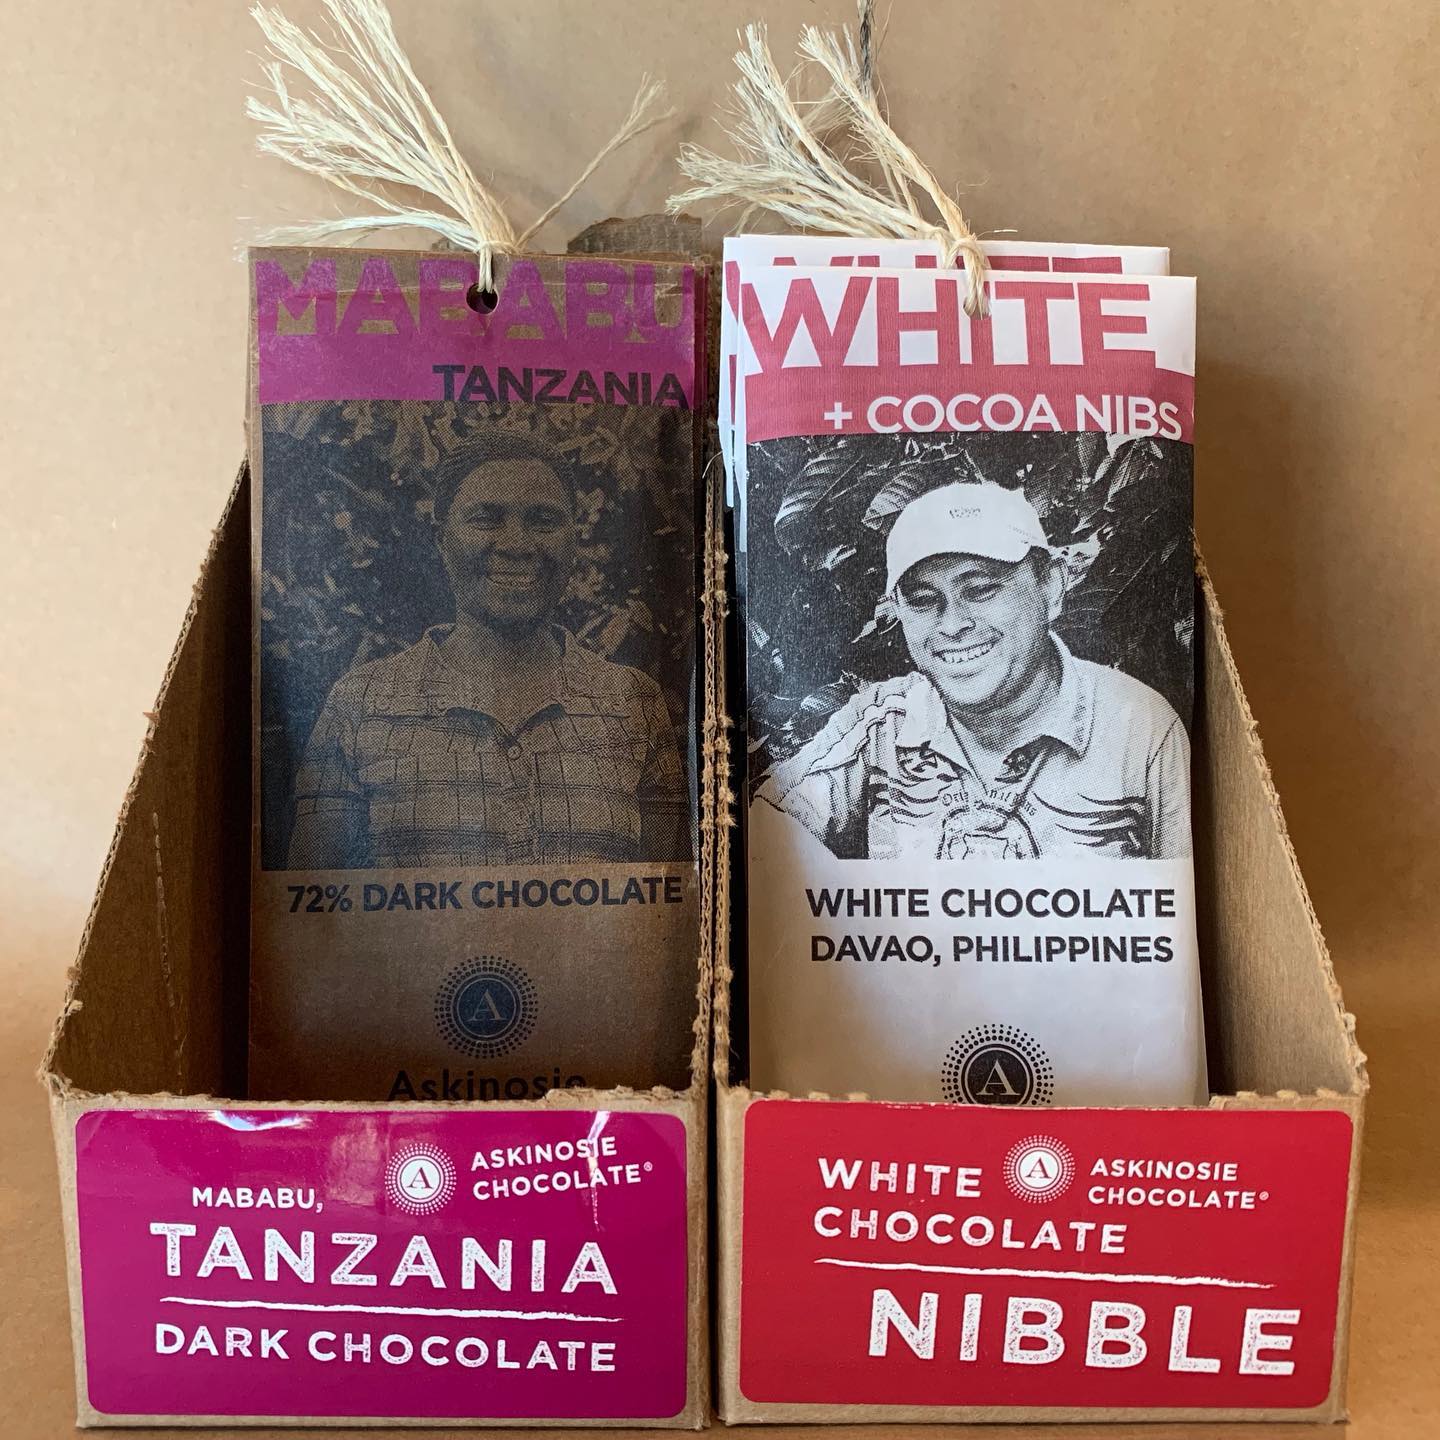 MABABU
TANZANIA
72% DARK CHOCOLATE
A
Askinosie
WHITE
WHITE
+ COCOA NIBS
WHITE CHOCOLATE
DAVAO, PHILIPPINES
A
MABABU,
A
ASKINOSIE
CHOCOLATE®
TANZANIA
DARK CHOCOLATE
WHITE
CHOCOLATE
A
ASKINOSIE
CHOCOLATE®
NIBBLE